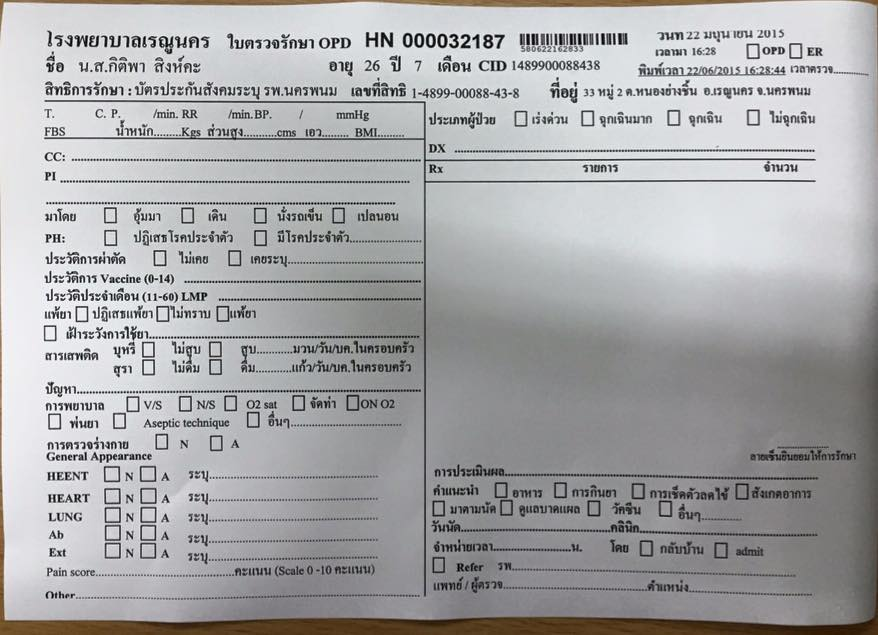 โรงพยาบาลเรณูนคร ใบตรวจรักษา OPD HN 000032187
580622162833
วันที่ 22 มิถุนายน 2015
เวลามา 16:28 OPD ER
ชื่อ น.ส.กิติพา สิงห์คะ อายุ 26 ปี 7 เดือน CID 1489900088438
พิมพ์เวลา 22/06/2015 16:28:44 เวลาตรวจ..........
สิทธิการรักษา : บัตรประกันสังคมระบุ รพ.นครพนม เลขที่สิทธิ 1-4899-00088-43-8 ที่อยู่ 33 หมู่ 2 ต.หนองย่างชิ้น อ.เรณูนคร จ.นครพนม
T. C. P. /min. RR /min.BP. / mmHg
FBS น้ำหนัก..........Kgs ส่วนสูง..........cms เอว..........BMI..........
CC: ..........
PI ..........
มาโดย อุ้มมา เดิน นั่งรถเข็น เปลนอน
PH: ปฏิเสธโรคประจำตัว มีโรคประจำตัว..........
ประวัติการผ่าตัด ไม่เคย เคยระบุ..........
ประวัติการ Vaccine (0-14) ..........
ประวัติประจำเดือน (11-60) LMP ..........
แพ้ยา ปฏิเสธแพ้ยา ไม่ทราบ แพ้ยา
เฝ้าระวังการใช้ยา..........
สารเสพติด บุหรี่ ไม่สูบ สูบ..........มวน/วัน/บค.ในครอบครัว
สุรา ไม่ดื่ม ดื่ม..........แก้ว/วัน/บค.ในครอบครัว
ปัญหา..........
การพยาบาล V/S N/S O2 sat จัดท่า ON O2
พ่นยา Aseptic technique อื่นๆ..........
การตรวจร่างกาย N A
General Appearance
HEENT N A ระบุ..........
HEART N A ระบุ..........
LUNG N A ระบุ..........
Ab N A ระบุ..........
Ext N A ระบุ..........
Pain score..........คะแนน (Scale 0 -10 คะแนน)
Other..........
ประเภทผู้ป่วย เร่งด่วน ฉุกเฉินมาก ฉุกเฉิน ไม่ฉุกเฉิน
DX ..........
Rx รายการ จำนวน
ลายเซ็นยินยอมให้การรักษา
การประเมินผล..........
คำแนะนำ อาหาร การกินยา การเช็ดตัวลดไข้ สังเกตอาการ
มาตามนัด ดูแลบาดแผล วัคซีน อื่นๆ..........
วันนัด..........คลินิก..........
จำหน่ายเวลา..........น. โดย กลับบ้าน admit
Refer รพ..........
แพทย์ / ผู้ตรวจ..........ตำแหน่ง..........